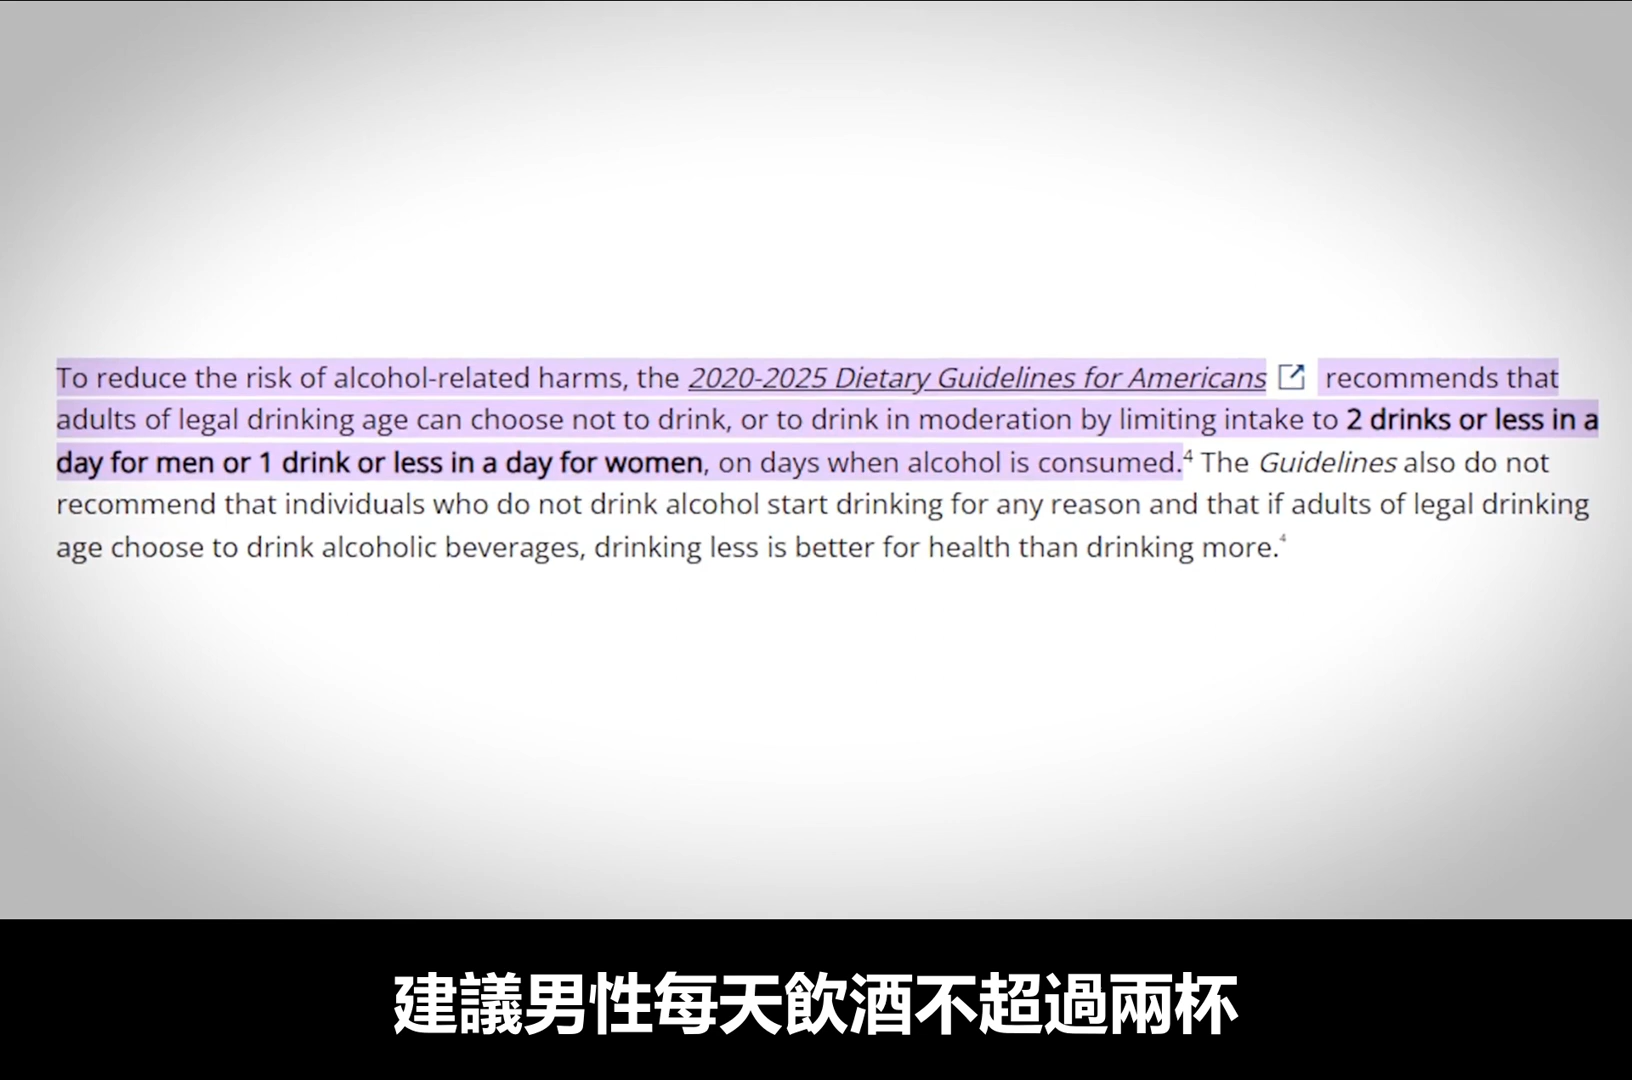 To reduce the risk of alcohol-related harms, the 2020-2025 Dietary Guidelines for Americans recommends that
adults of legal drinking age can choose not to drink, or to drink in moderation by limiting intake to 2 drinks or less in a
day for men or 1 drink or less in a day for women, on days when alcohol is consumed.4 The Guidelines also do not
recommend that individuals who do not drink alcohol start drinking for any reason and that if adults of legal drinking
age choose to drink alcoholic beverages, drinking less is better for health than drinking more.4
建議男性每天飲酒不超過兩杯